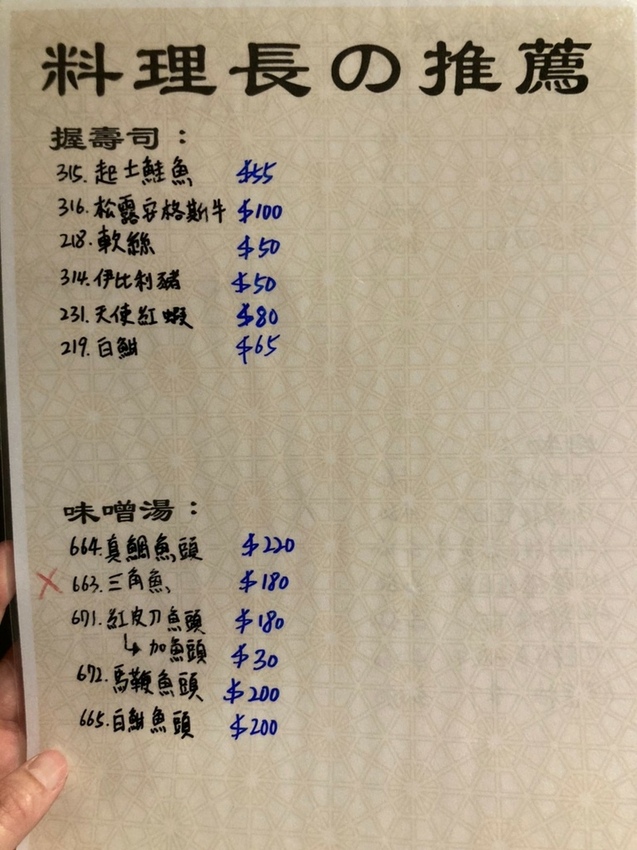 料理長の推薦
握壽司：
315. 起士鮭魚 $55
316. 松露安格斯牛 $100
218. 軟絲 $50
314. 伊比利豬 $50
231. 天使紅蝦 $80
219. 白魽 $65
味噌湯：
664. 真鯛魚頭 $220
✗ 663. 三角魚 $180
671. 紅皮刀魚頭 $180
↳ 加魚頭 $30
672. 馬鞭魚頭 $200
665. 白魽魚頭 $200